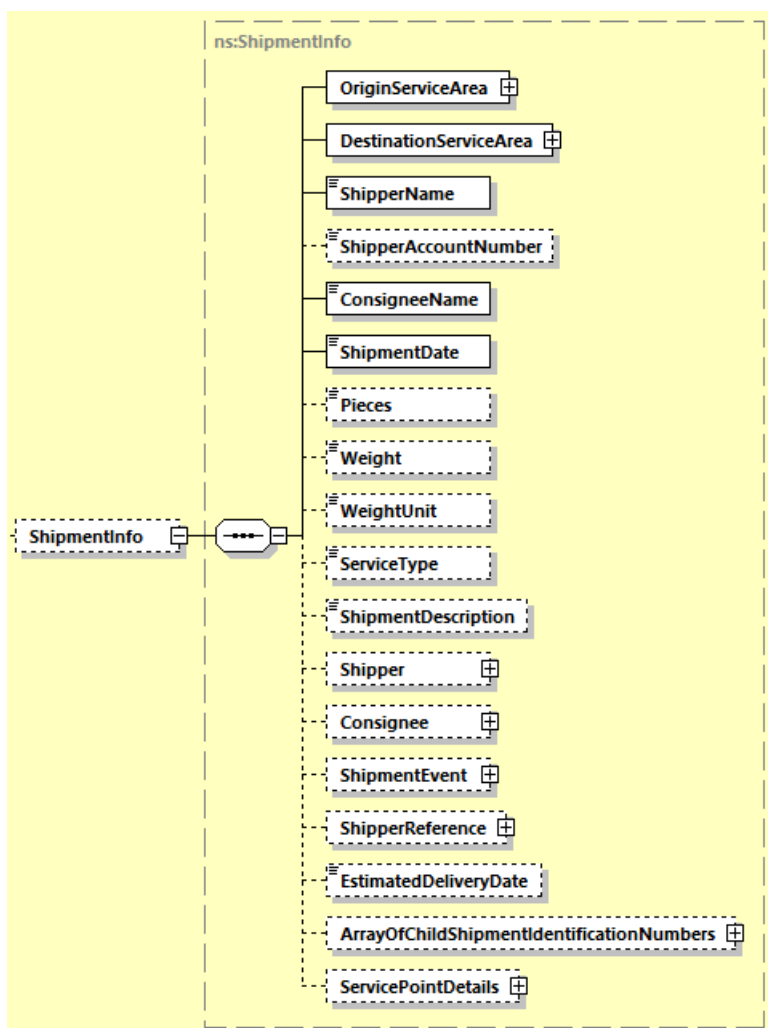 ns:ShipmentInfo
OriginServiceArea
DestinationServiceArea
ShipperName
ShipperAccountNumber
ConsigneeName
ShipmentDate
Pieces
Weight
WeightUnit
ShipmentInfo
ServiceType
ShipmentDescription
Shipper
Consignee
ShipmentEvent
ShipperReference
EstimatedDeliveryDate
ArrayOfChildShipmentIdentificationNumbers
ServicePointDetails